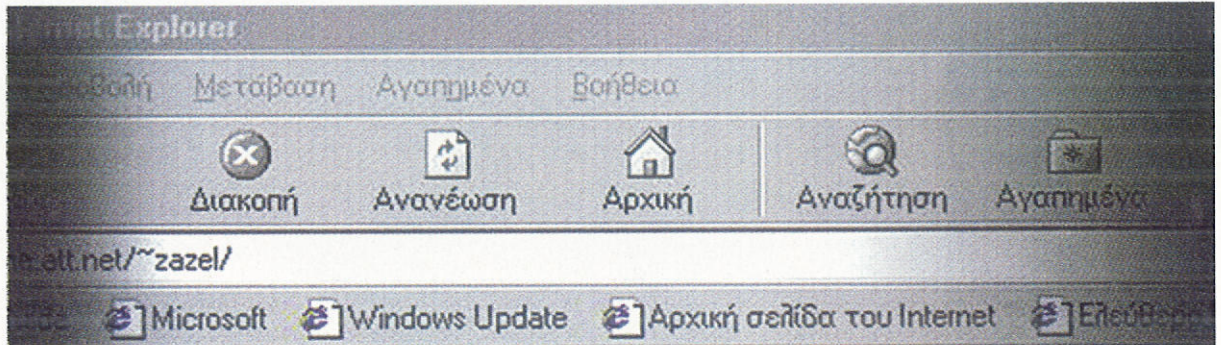 Explorer
Μετάβαση Αγαπημένα Βοήθεια
Διακοπή Ανανέωση Αρχική Αναζήτηση Αγαπημένα
.att.net/~zazel/
Microsoft Windows Update Αρχική σελίδα του Internet